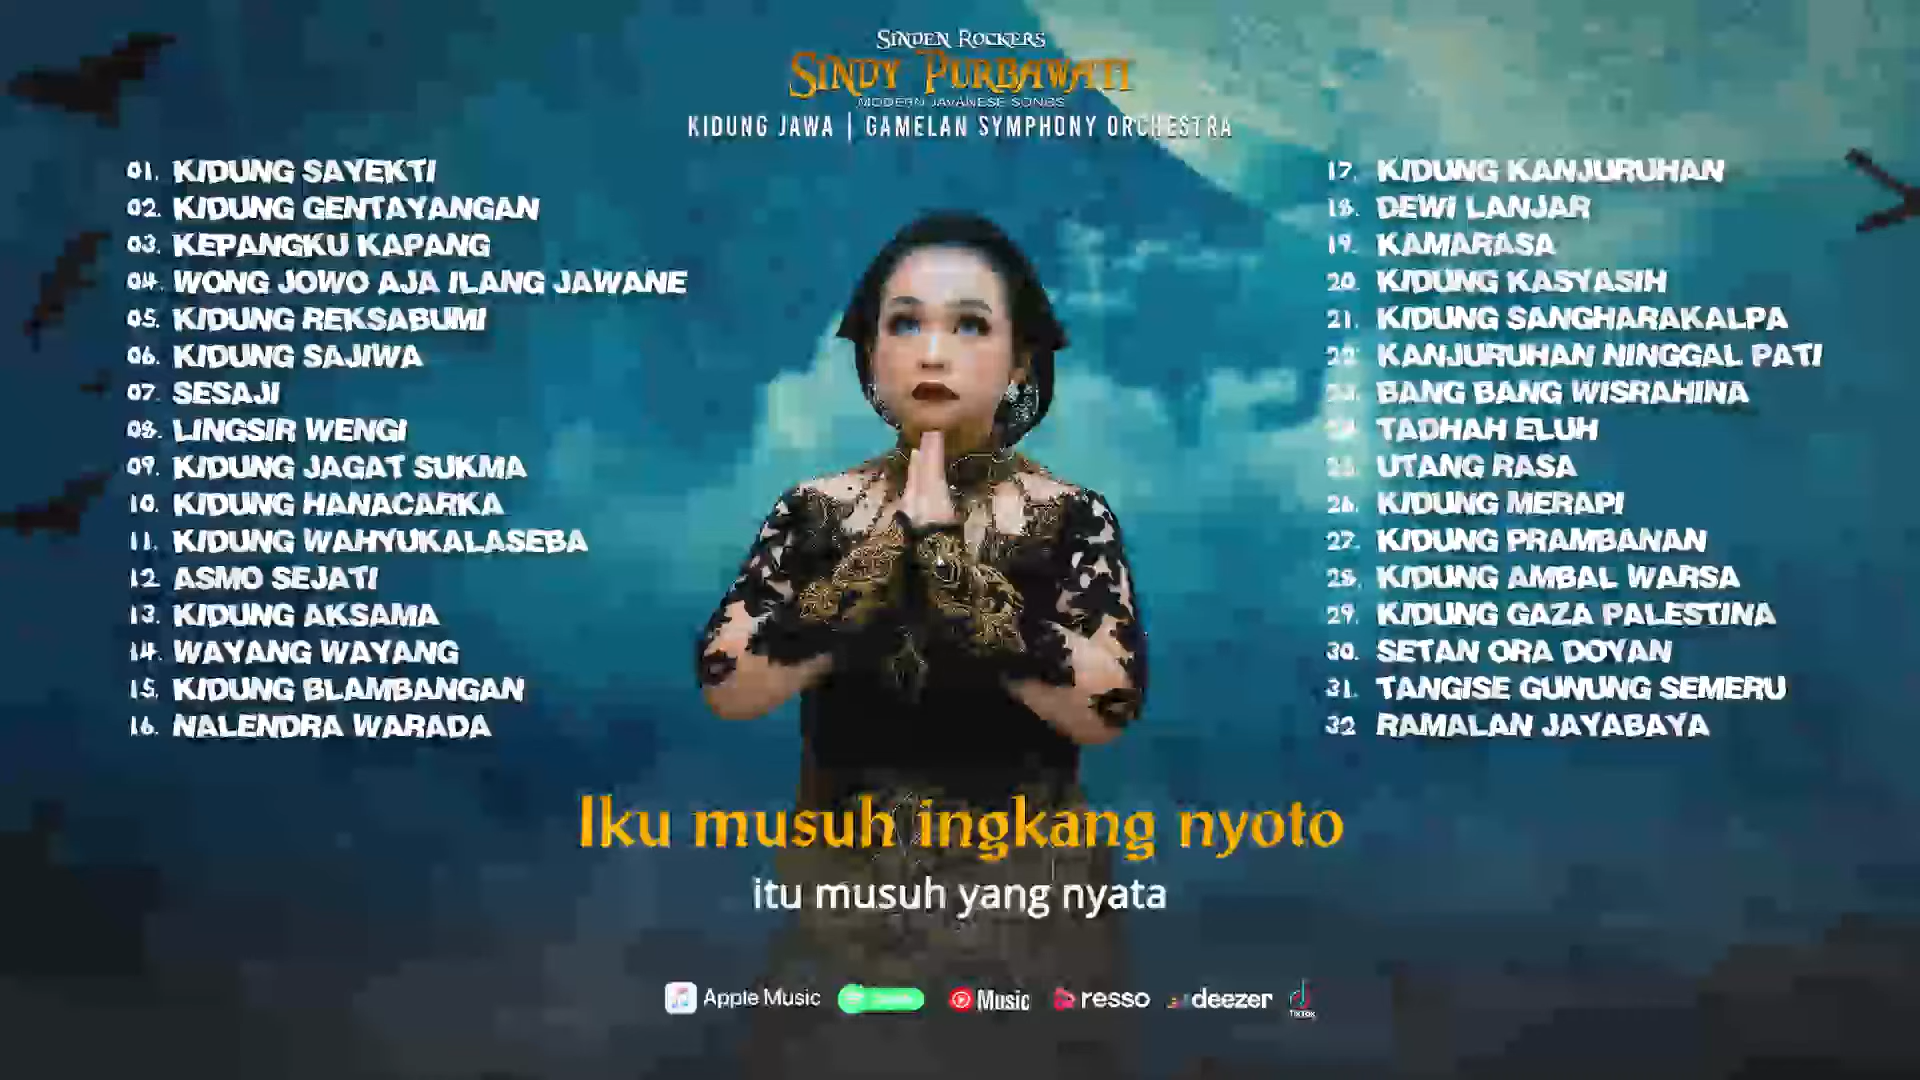 SINDEN ROCKERS
SINDY PURBAWATI
MODERN JAVANESE SONGS
KIDUNG JAWA | GAMELAN SYMPHONY ORCHESTRA
01. KIDUNG SAYEKTI
02. KIDUNG GENTAYANGAN
03. KEPANGKU KAPANG
04. WONG JOWO AJA ILANG JAWANE
05. KIDUNG REKSABUMI
06. KIDUNG SAJIWA
07. SESAJI
08. LINGSIR WENGI
09. KIDUNG JAGAT SUKMA
10. KIDUNG HANACARKA
11. KIDUNG WAHYUKALASEBA
12. ASMO SEJATI
13. KIDUNG AKSAMA
14. WAYANG WAYANG
15. KIDUNG BLAMBANGAN
16. NALENDRA WARADA
17. KIDUNG KANJURUHAN
18. DEWI LANJAR
19. KAMARASA
20. KIDUNG KASYASIH
21. KIDUNG SANGHARAKALPA
22. KANJURUHAN NINGGAL PATI
BANG BANG WISRAHINA
TADHAH ELUH
UTANG RASA
26. KIDUNG MERAPI
27. KIDUNG PRAMBANAN
28. KIDUNG AMBAL WARSA
29. KIDUNG GAZA PALESTINA
30. SETAN ORA DOYAN
31. TANGISE GUNUNG SEMERU
32 RAMALAN JAYABAYA
Iku musuh ingkang nyoto
itu musuh yang nyata
Apple Music
Music
resso
deezer
TikTok